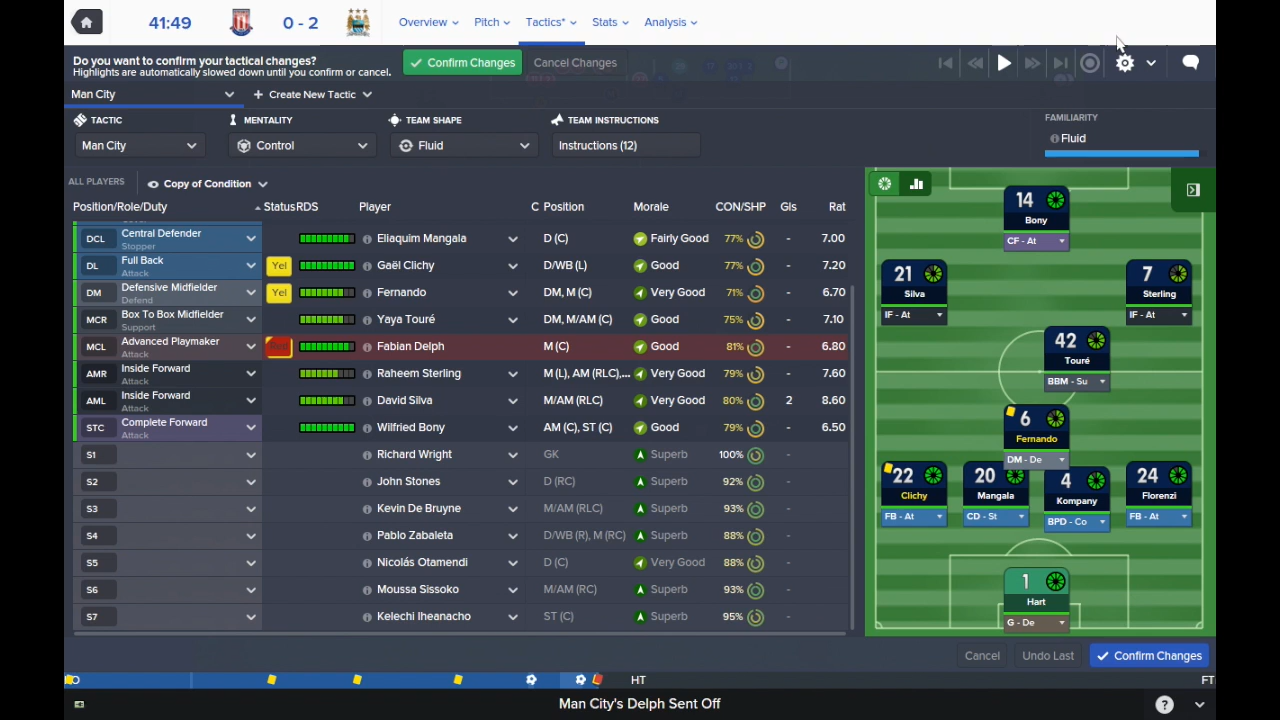 41:49 0 - 2 Overview Pitch Tactics* Stats Analysis
Do you want to confirm your tactical changes?
Highlights are automatically slowed down until you confirm or cancel.
Confirm Changes Cancel Changes
Man City + Create New Tactic
TACTIC MENTALITY TEAM SHAPE TEAM INSTRUCTIONS FAMILIARITY
Man City Control Fluid Instructions (12) Fluid
ALL PLAYERS Copy of Condition
Position/Role/Duty Status RDS Player C Position Morale CON/SHP Gls Rat
DCL Central Defender Stopper Eliaquim Mangala D (C) Fairly Good 77% - 7.00
DL Full Back Attack Yel Gaël Clichy D/WB (L) Good 77% - 7.20
DM Defensive Midfielder Defend Yel Fernando DM, M (C) Very Good 71% - 6.70
MCR Box To Box Midfielder Support Yaya Touré DM, M/AM (C) Good 75% - 7.10
MCL Advanced Playmaker Attack Fabian Delph M (C) Good 81% - 6.80
AMR Inside Forward Attack Raheem Sterling M (L), AM (RLC),... Very Good 79% - 7.60
AML Inside Forward Attack David Silva M/AM (RLC) Very Good 80% 2 8.60
STC Complete Forward Attack Wilfried Bony AM (C), ST (C) Good 79% - 6.50
S1 Richard Wright GK Superb 100% -
S2 John Stones D (RC) Superb 92% -
S3 Kevin De Bruyne M/AM (RLC) Superb 93% -
S4 Pablo Zabaleta D/WB (R), M (RC) Superb 88% -
S5 Nicolás Otamendi D (C) Very Good 88% -
S6 Moussa Sissoko M/AM (RC) Superb 93% -
S7 Kelechi Iheanacho ST (C) Superb 95% -
14
Bony
CF - At
21 7
Silva Sterling
IF - At IF - At
42
Touré
BBM - Su
6
Fernando
DM - De
22 20 4 24
Clichy Mangala Kompany Florenzi
FB - At CD - St BPD - Co FB - At
1
Hart
G - De
Cancel Undo Last Confirm Changes
HT FT
Man City's Delph Sent Off